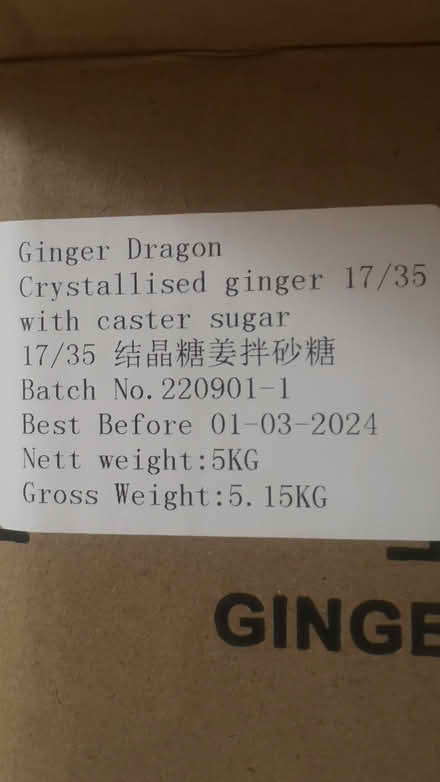 Ginger Dragon
Crystallised ginger 17/35
with caster sugar
17/35 结晶糖姜拌砂糖
Batch No.220901-1
Best Before 01-03-2024
Nett weight:5KG
Gross Weight:5.15KG
GINGE